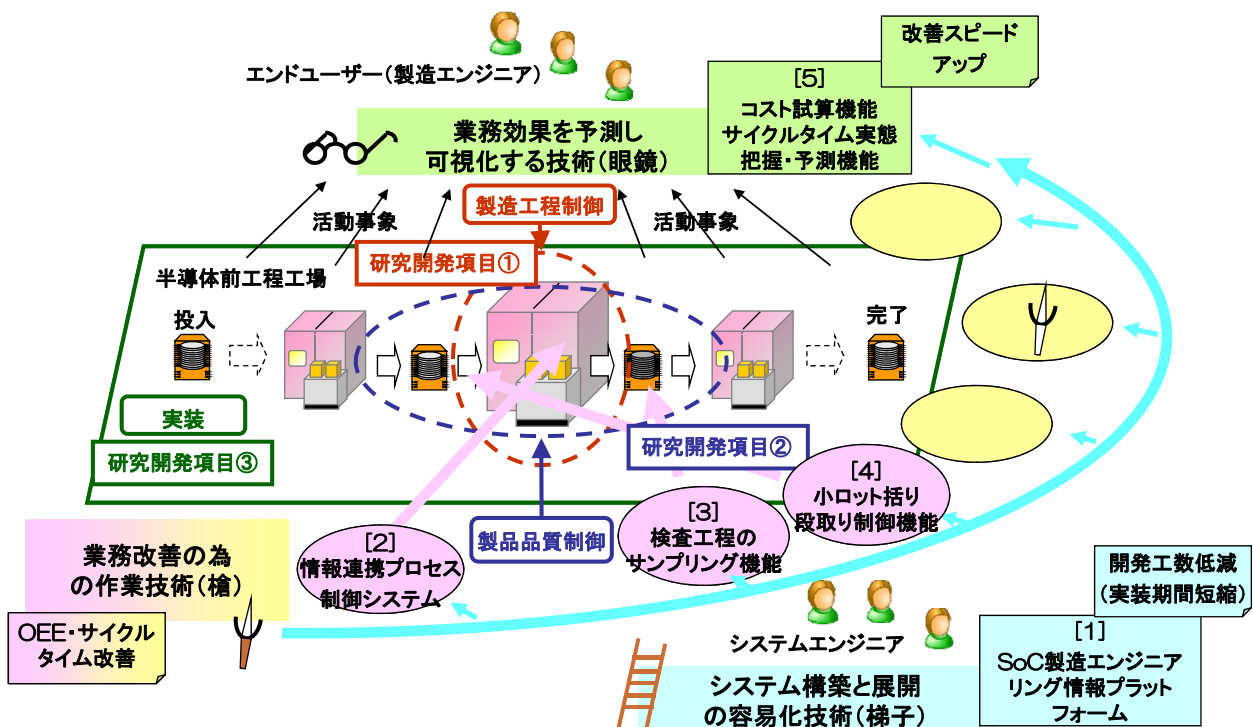 改善スピード
アップ
エンドユーザー(製造エンジニア)
[5]
コスト試算機能
サイクルタイム実態
把握・予測機能
業務効果を予測し
可視化する技術(眼鏡)
製造工程制御
活動事象
活動事象
研究開発項目①
半導体前工程工場
投入
完了
実装
研究開発項目③
研究開発項目②
[4]
小ロット括り
段取り制御機能
[3]
検査工程の
サンプリング機能
製品品質制御
[2]
情報連携プロセス
制御システム
業務改善の為
の作業技術(槍)
OEE・サイクル
タイム改善
開発工数低減
(実装期間短縮)
システムエンジニア
[1]
SoC製造エンジニア
リング情報プラット
フォーム
システム構築と展開
の容易化技術(梯子)